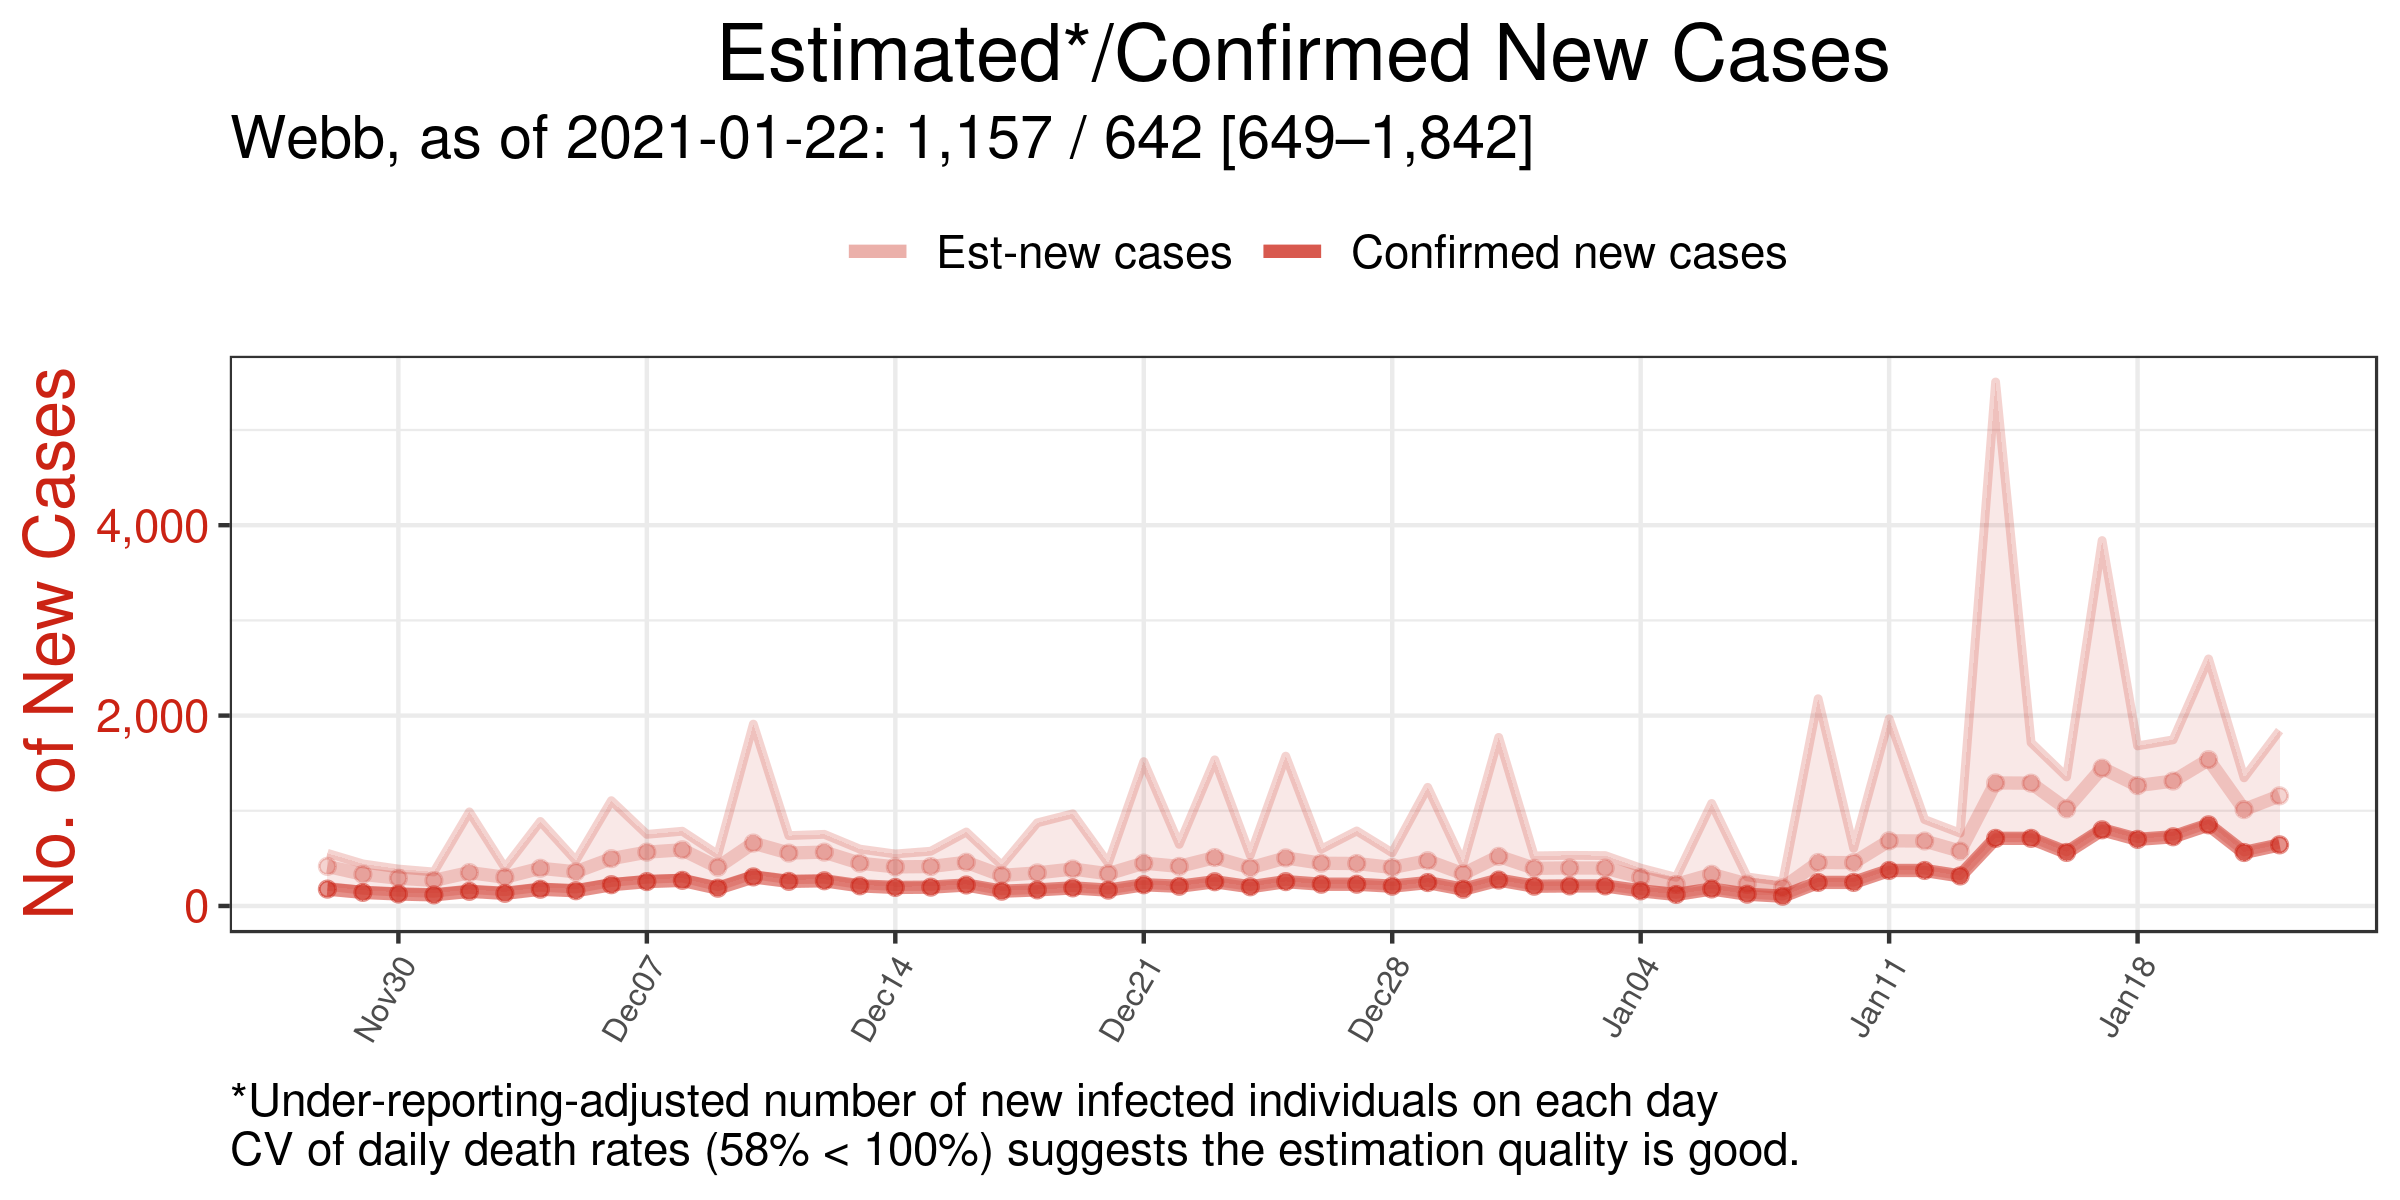 Estimated*/Confirmed New Cases
Webb, as of 2021-01-22: 1,157 / 642 [649–1,842]
Est-new cases
Confirmed new cases
No. of New Cases
4,000
2,000
0
Nov30
Dec07
Dec14
Dec21
Dec28
Jan04
Jan11
Jan18
*Under-reporting-adjusted number of new infected individuals on each day
CV of daily death rates (58% < 100%) suggests the estimation quality is good.